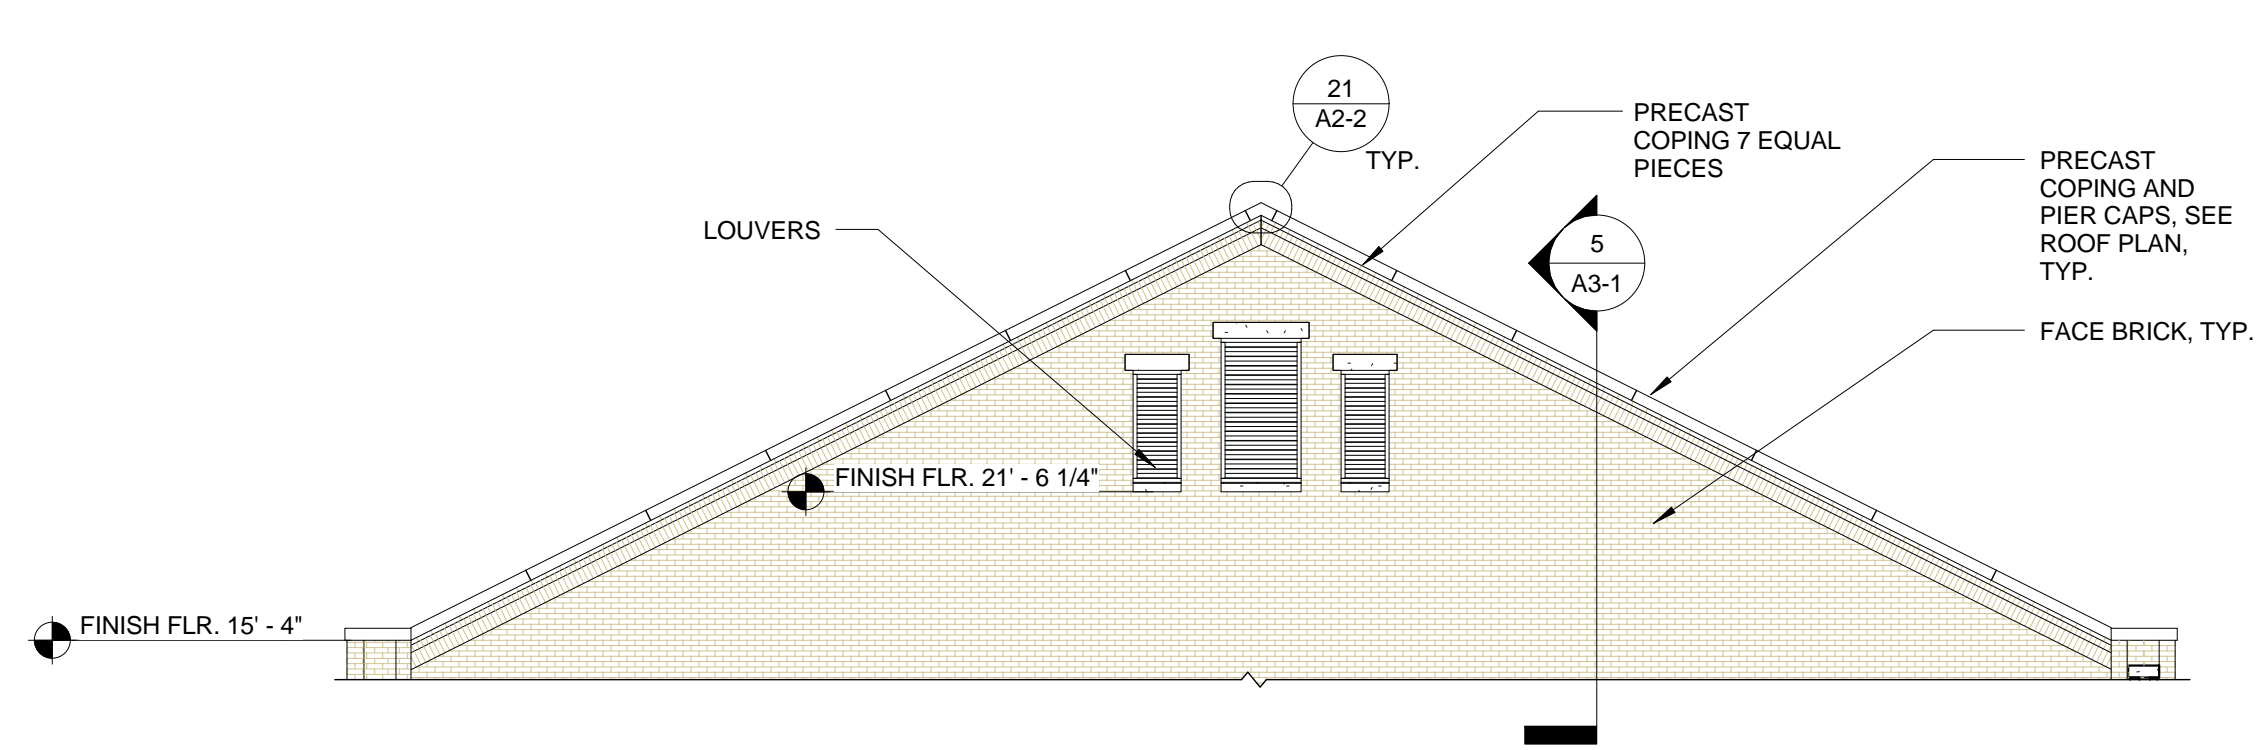 21
A2-2
TYP.
PRECAST
COPING 7 EQUAL
PIECES
PRECAST
COPING AND
PIER CAPS, SEE
ROOF PLAN,
TYP.
LOUVERS
5
A3-1
FACE BRICK, TYP.
FINISH FLR. 21' - 6 1/4"
FINISH FLR. 15' - 4"